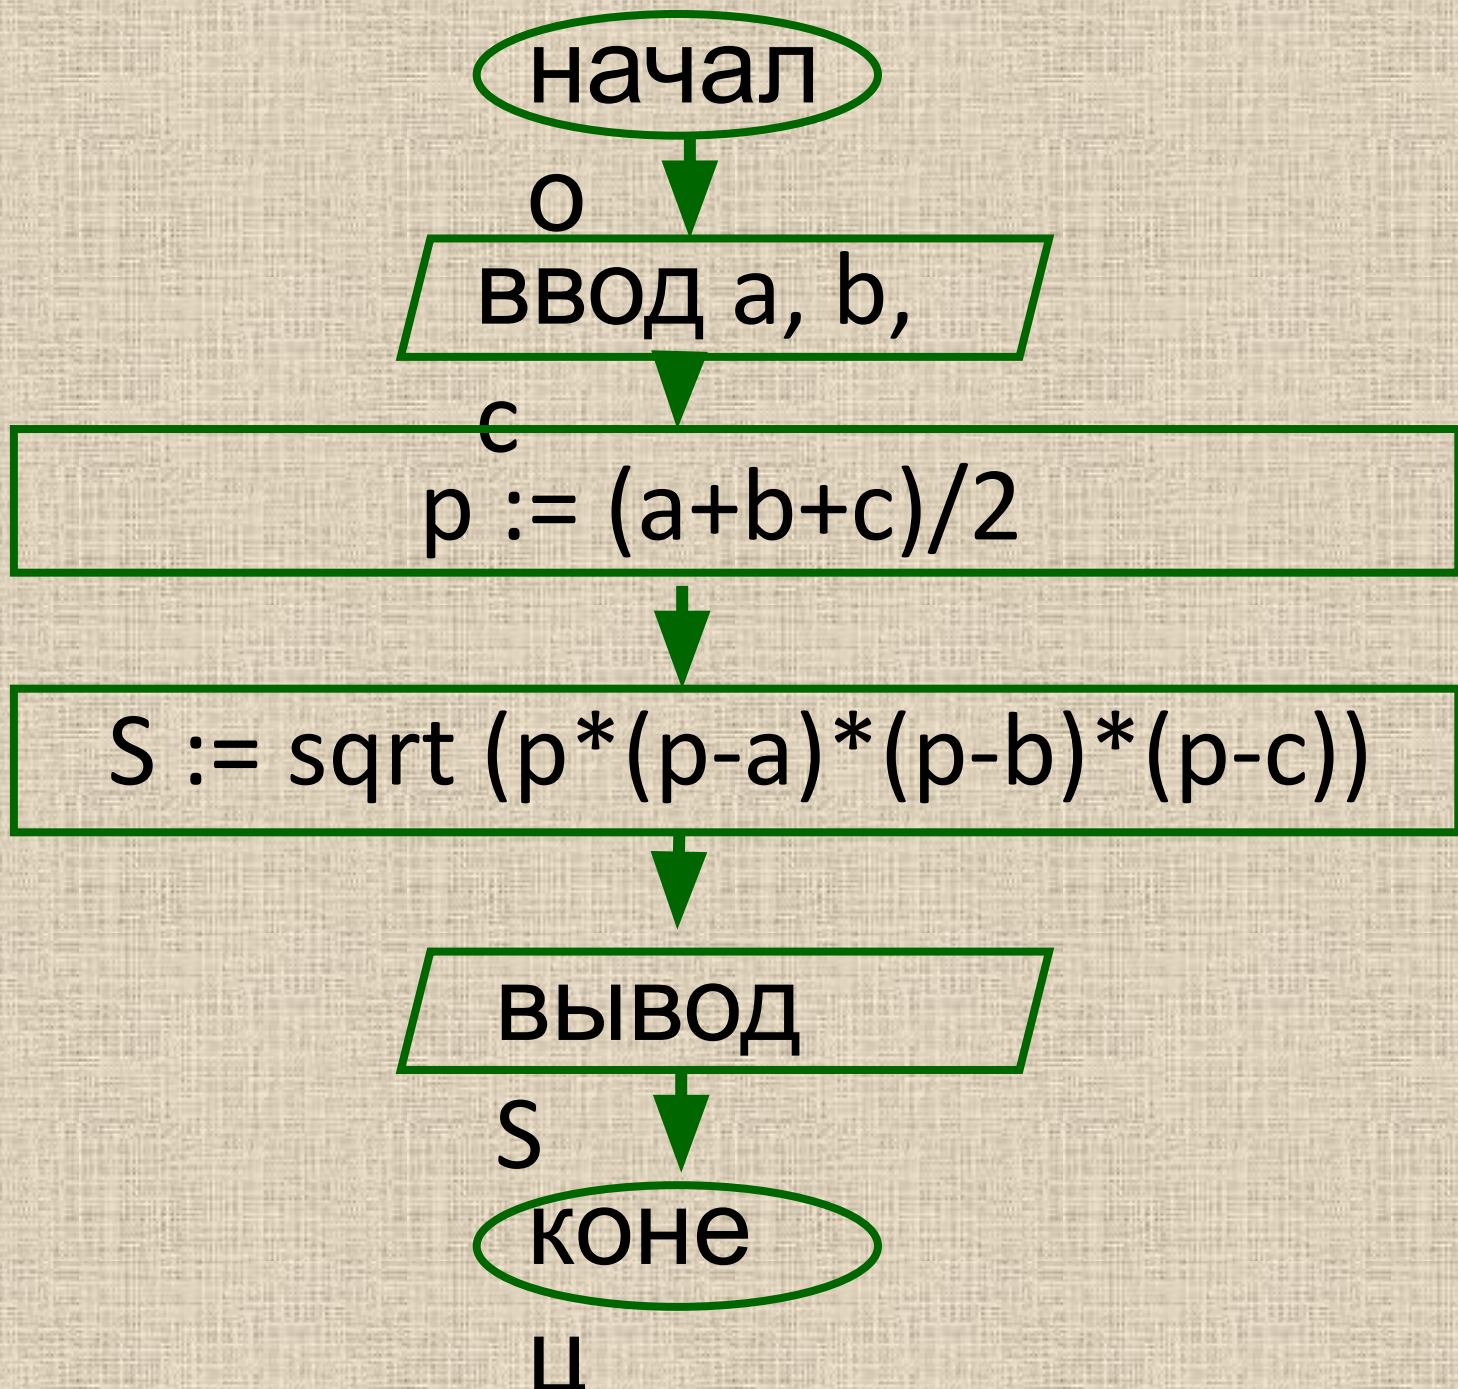 начал
о
ввод a, b,
c
p := (a+b+c)/2
S := sqrt (p*(p-a)*(p-b)*(p-c))
вывод
S
коне
ц